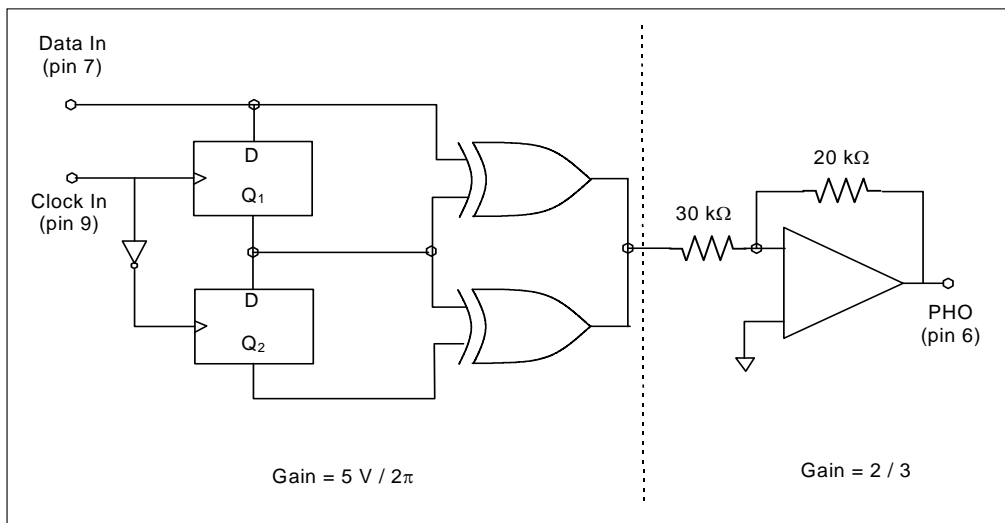 Data In
(pin 7)
Clock In
(pin 9)
D
Q1
D
Q2
30 kΩ
20 kΩ
PHO
(pin 6)
Gain = 5 V / 2π
Gain = 2 / 3